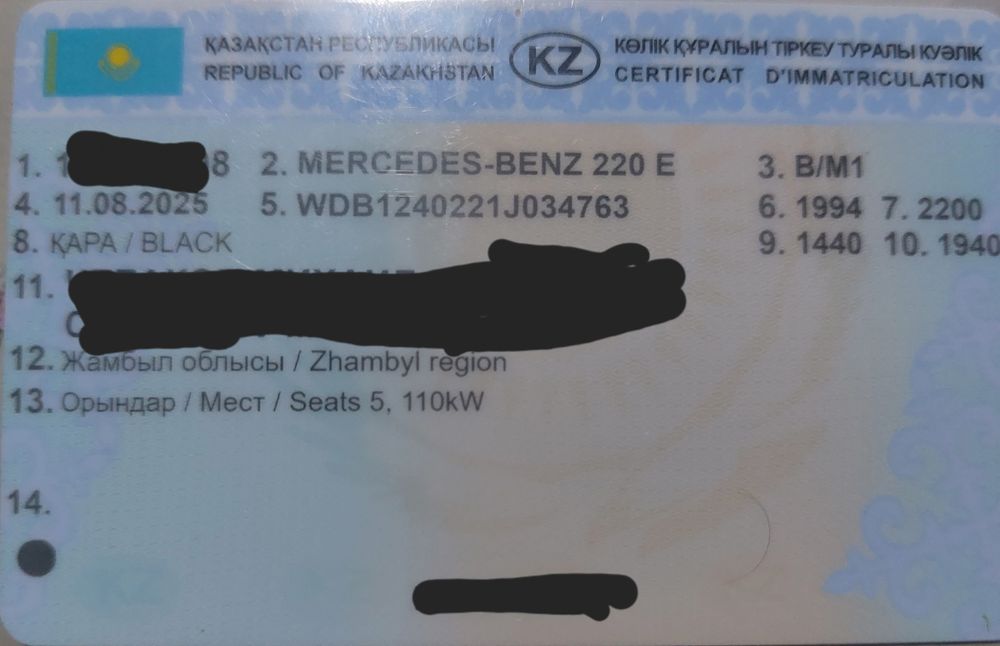 ҚАЗАҚСТАН РЕСПУБЛИКАСЫ
REPUBLIC OF KAZAKHSTAN
KZ
КӨЛІК ҚҰРАЛЫН ТІРКЕУ ТУРАЛЫ КУӘЛІК
CERTIFICAT D'IMMATRICULATION
1. 1 8 2. MERCEDES-BENZ 220 E 3. B/M1
4. 11.08.2025 5. WDB1240221J034763 6. 1994 7. 2200
8. ҚАРА / BLACK 9. 1440 10. 1940
11.
12. Жамбыл облысы / Zhambyl region
13. Орындар / Мест / Seats 5, 110kW
14.